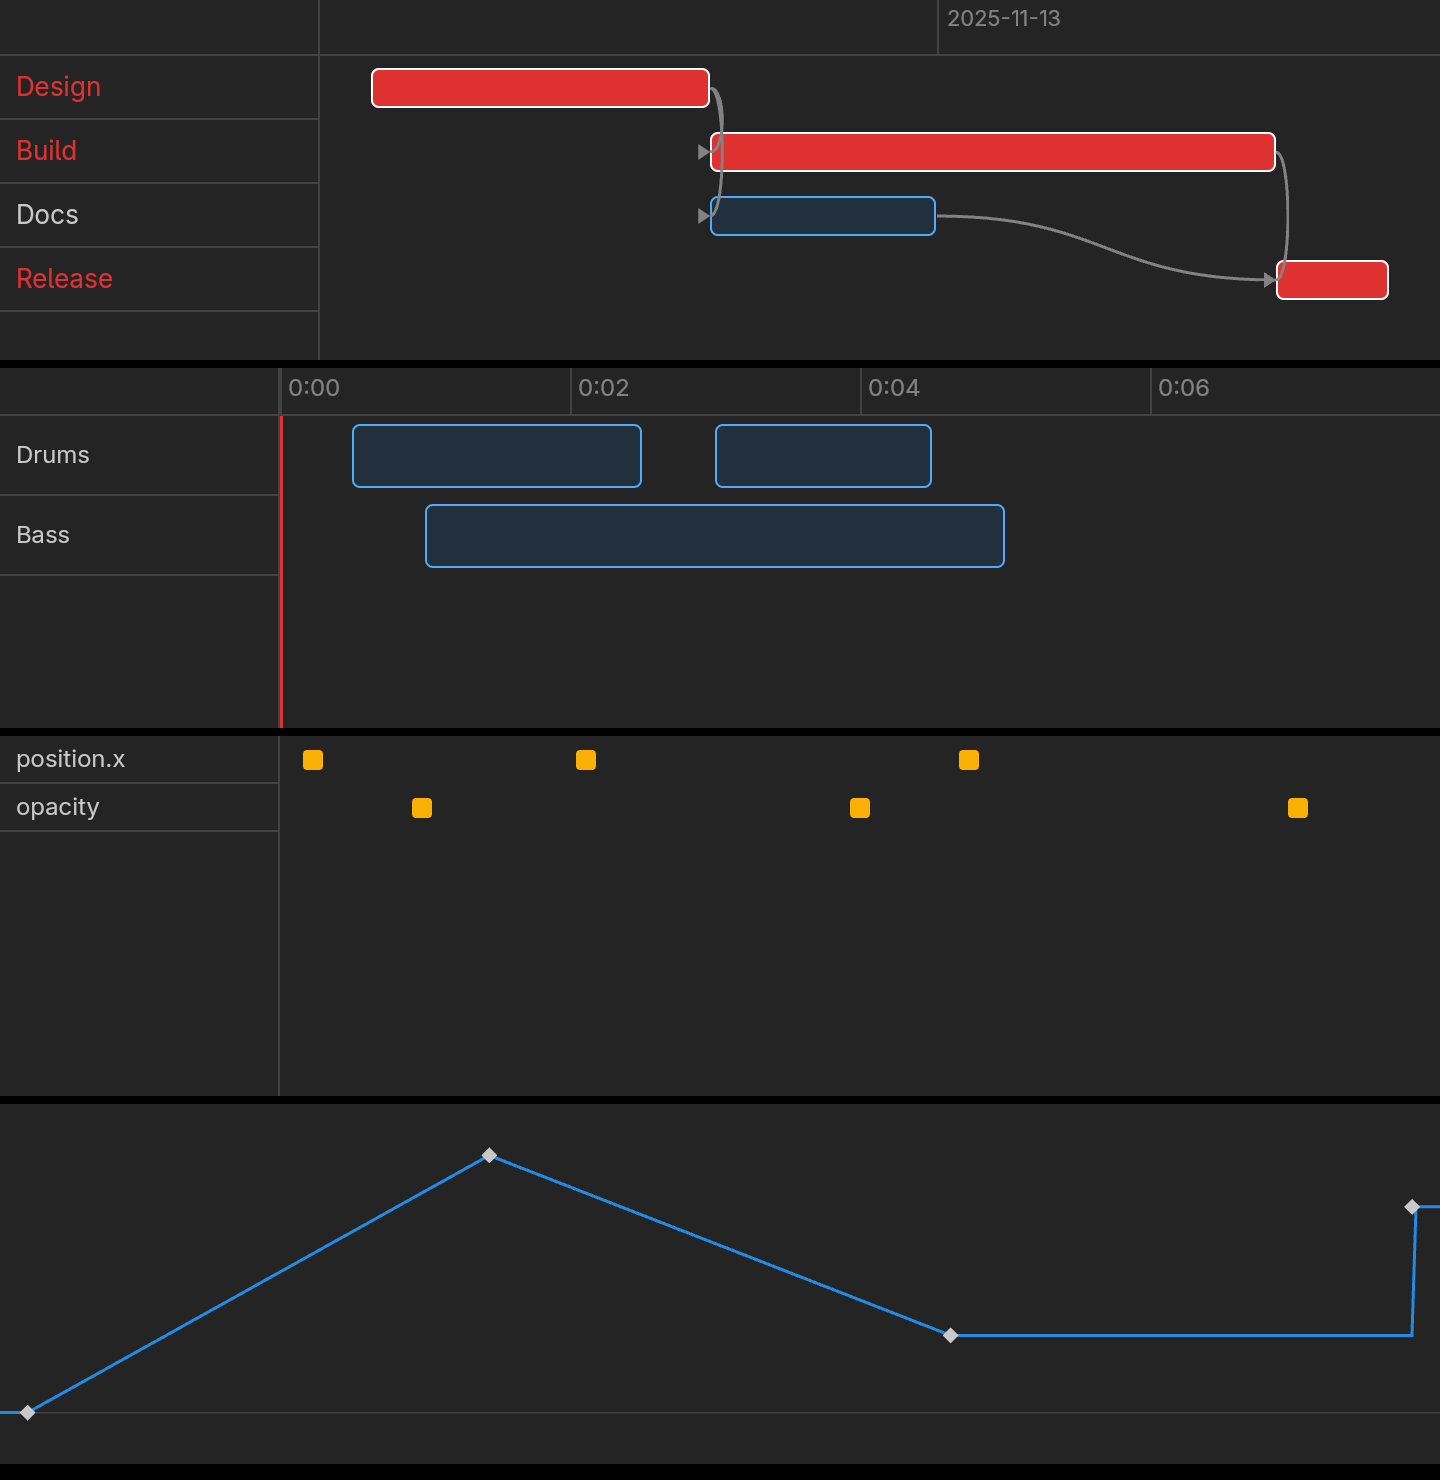 2025-11-13
Design
Build
Docs
Release
0:00 0:02 0:04 0:06
Drums
Bass
position.x
opacity